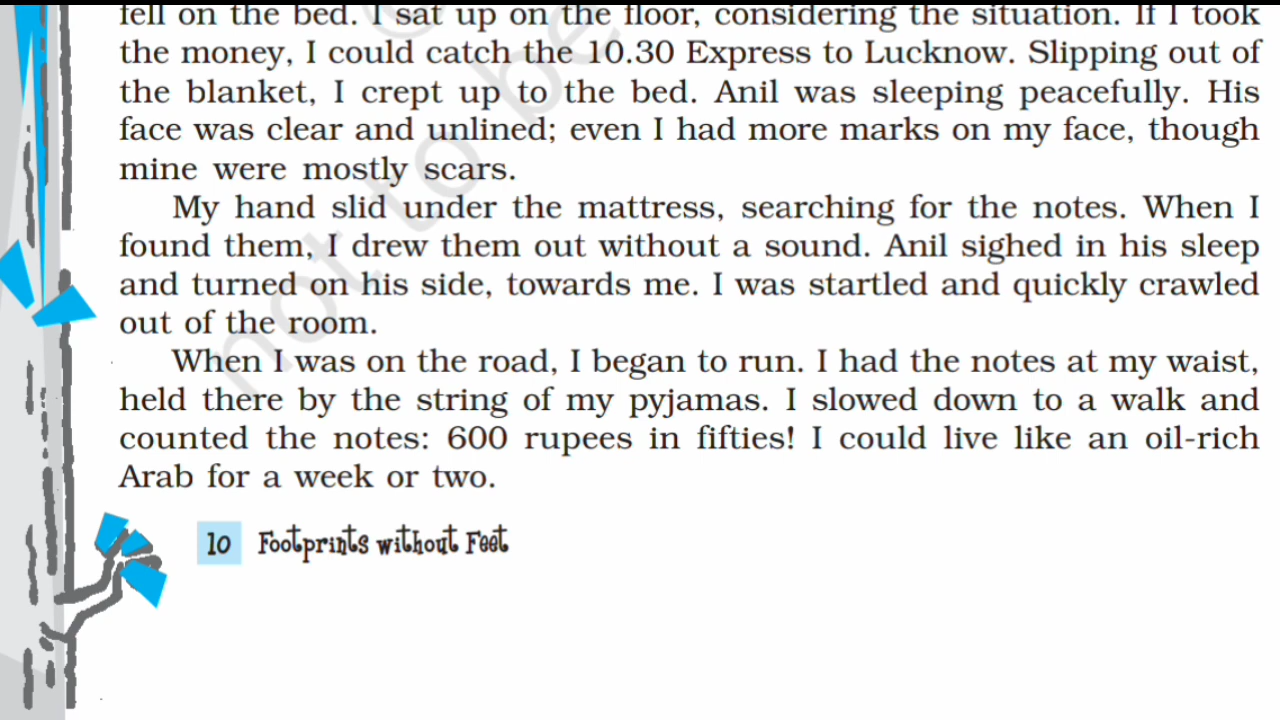 fell on the bed. I sat up on the floor, considering the situation. If I took
the money, I could catch the 10.30 Express to Lucknow. Slipping out of
the blanket, I crept up to the bed. Anil was sleeping peacefully. His
face was clear and unlined; even I had more marks on my face, though
mine were mostly scars.
My hand slid under the mattress, searching for the notes. When I
found them, I drew them out without a sound. Anil sighed in his sleep
and turned on his side, towards me. I was startled and quickly crawled
out of the room.
When I was on the road, I began to run. I had the notes at my waist,
held there by the string of my pyjamas. I slowed down to a walk and
counted the notes: 600 rupees in fifties! I could live like an oil-rich
Arab for a week or two.
10 Footprints without Feet
not to be